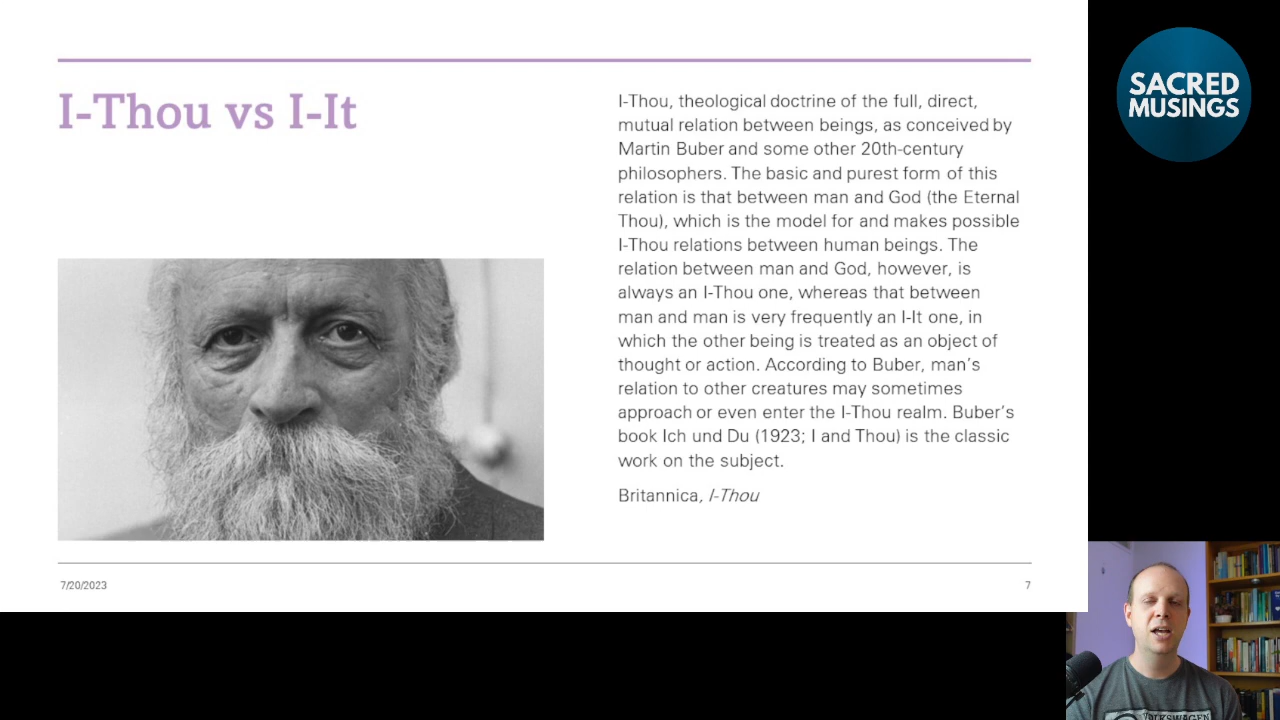 I-Thou vs I-It
I-Thou, theological doctrine of the full, direct,
mutual relation between beings, as conceived by
Martin Buber and some other 20th-century
philosophers. The basic and purest form of this
relation is that between man and God (the Eternal
Thou), which is the model for and makes possible
I-Thou relations between human beings. The
relation between man and God, however, is
always an I-Thou one, whereas that between
man and man is very frequently an I-It one, in
which the other being is treated as an object of
thought or action. According to Buber, man's
relation to other creatures may sometimes
approach or even enter the I-Thou realm. Buber's
book Ich und Du (1923; I and Thou) is the classic
work on the subject.
Britannica, I-Thou
7/20/2023
7
SACRED
MUSINGS
VOLKSWAGEN